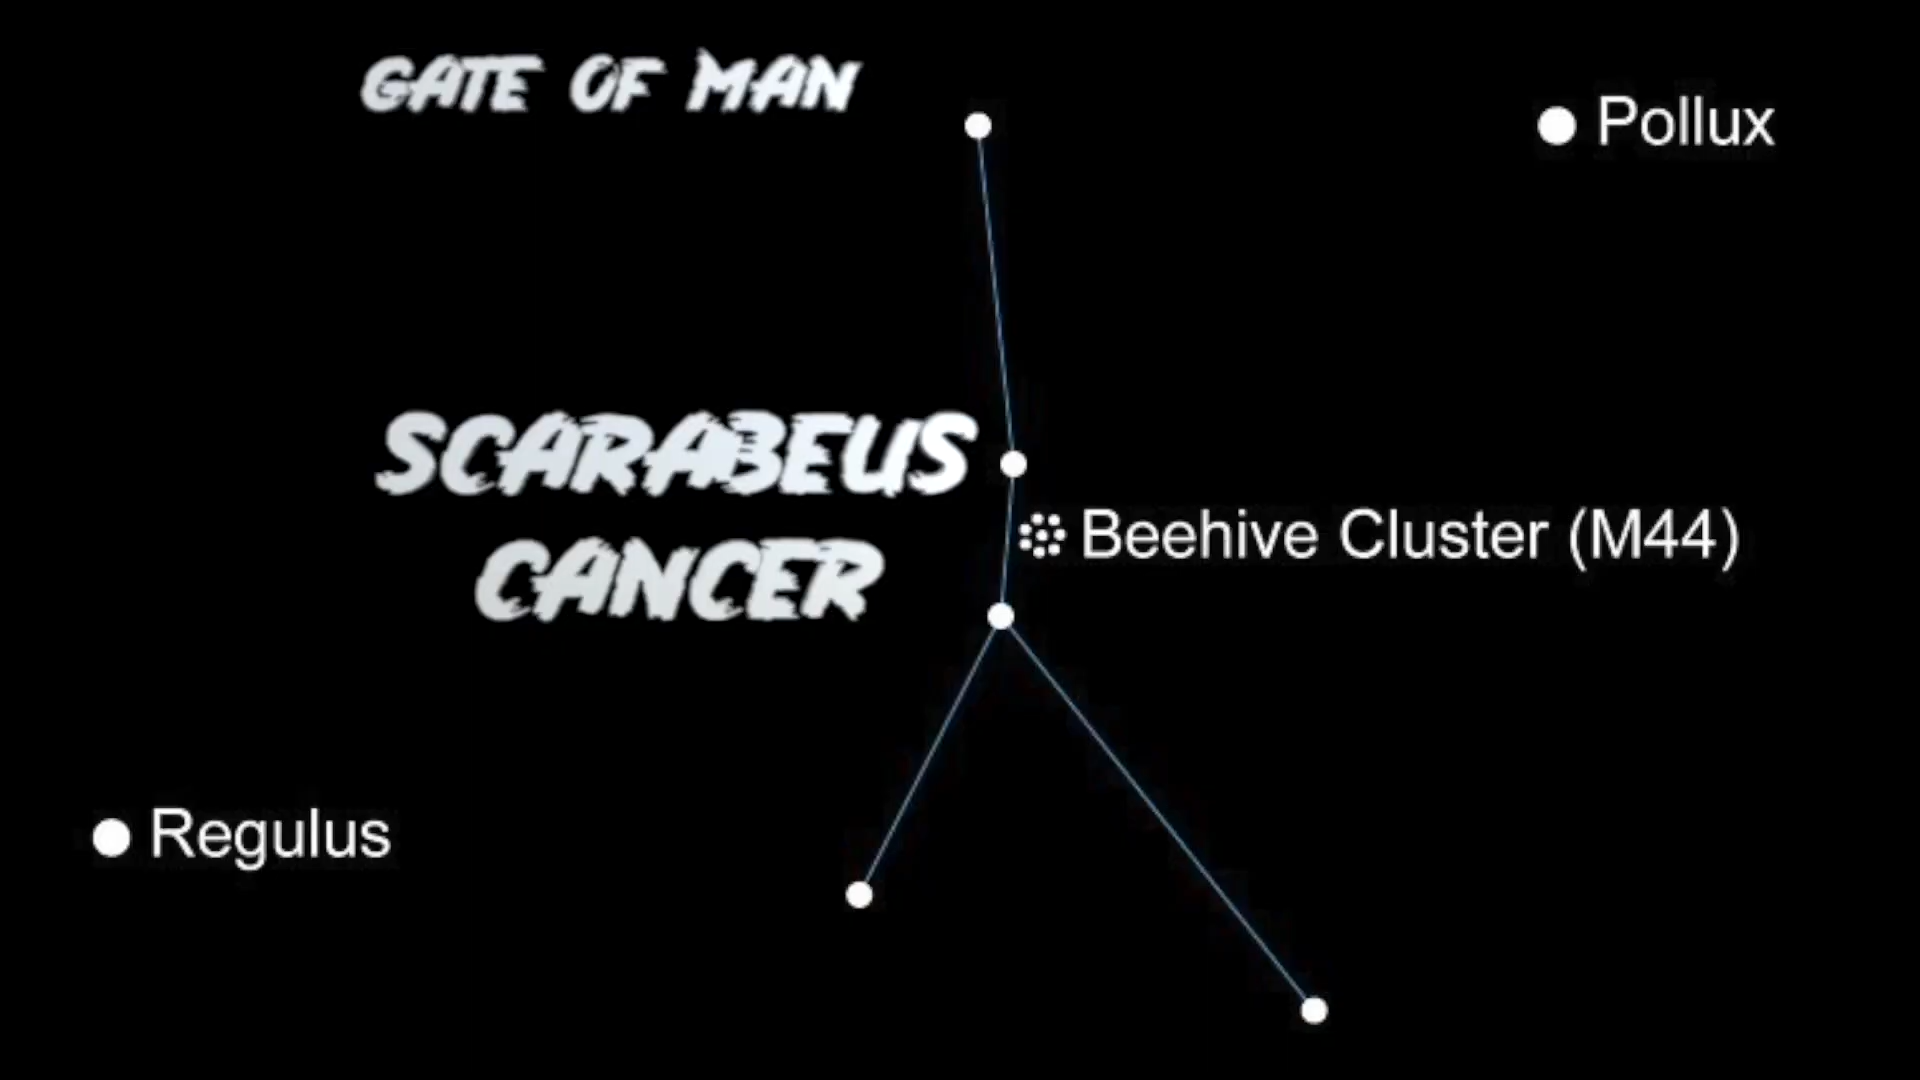 GATE OF MAN
Pollux
SCARABEUS
Beehive Cluster (M44)
CANCER
Regulus